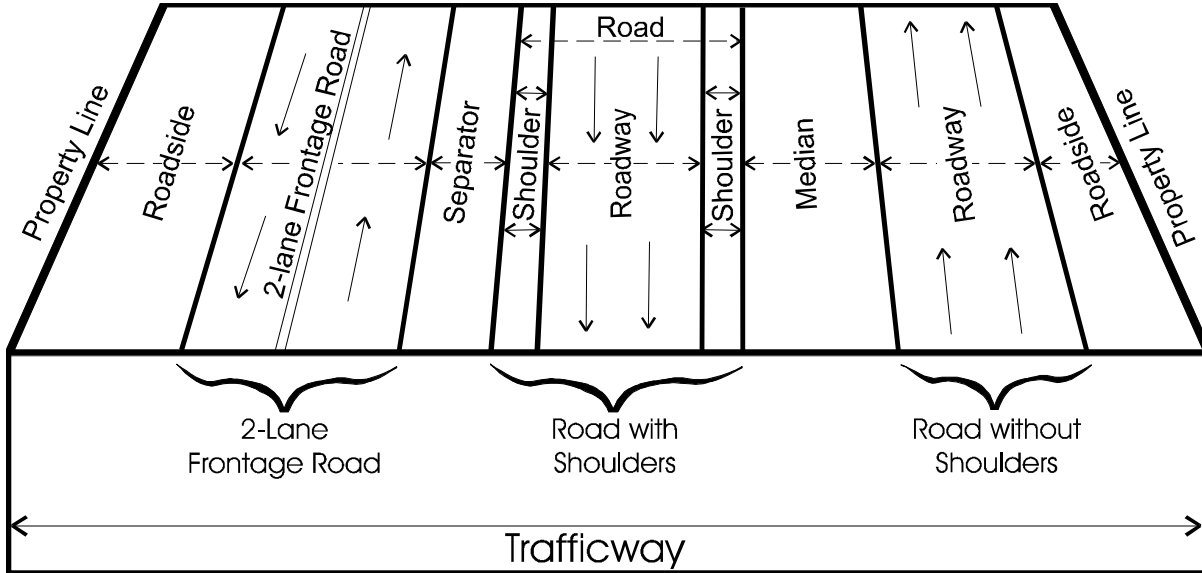 Road
Property Line
Roadside
2-lane Frontage Road
Separator
Shoulder
Roadway
Shoulder
Median
Roadway
Roadside
Property Line
2-Lane
Frontage Road
Road with
Shoulders
Road without
Shoulders
Trafficway